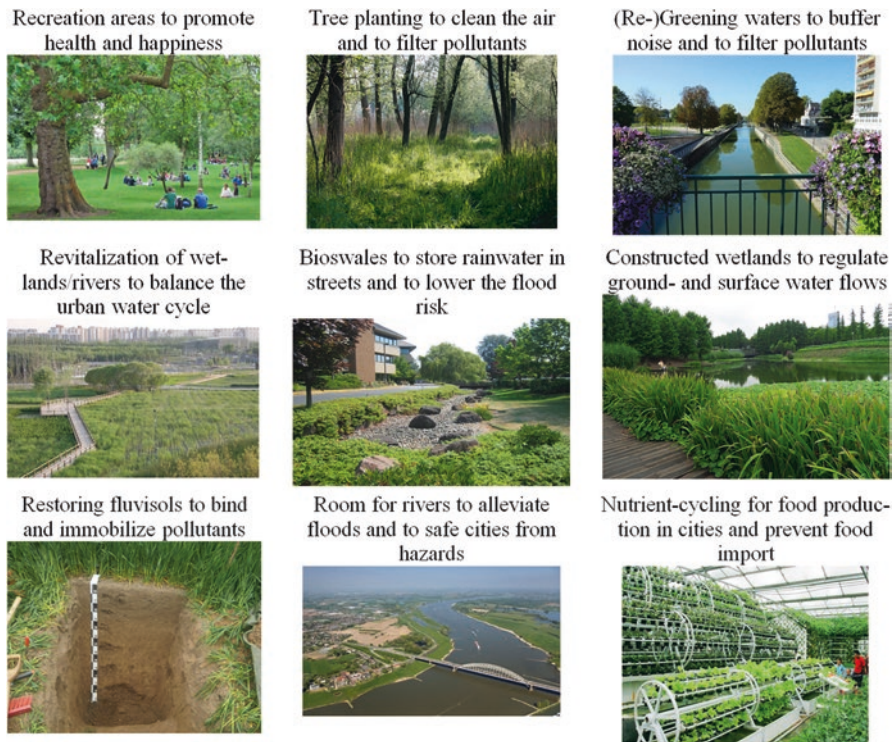 Recreation areas to promote
health and happiness
Tree planting to clean the air
and to filter pollutants
(Re-)Greening waters to buffer
noise and to filter pollutants
Revitalization of wet-
lands/rivers to balance the
urban water cycle
Bioswales to store rainwater in
streets and to lower the flood
risk
Constructed wetlands to regulate
ground- and surface water flows
Restoring fluvisols to bind
and immobilize pollutants
Room for rivers to alleviate
floods and to safe cities from
hazards
Nutrient-cycling for food produc-
tion in cities and prevent food
import